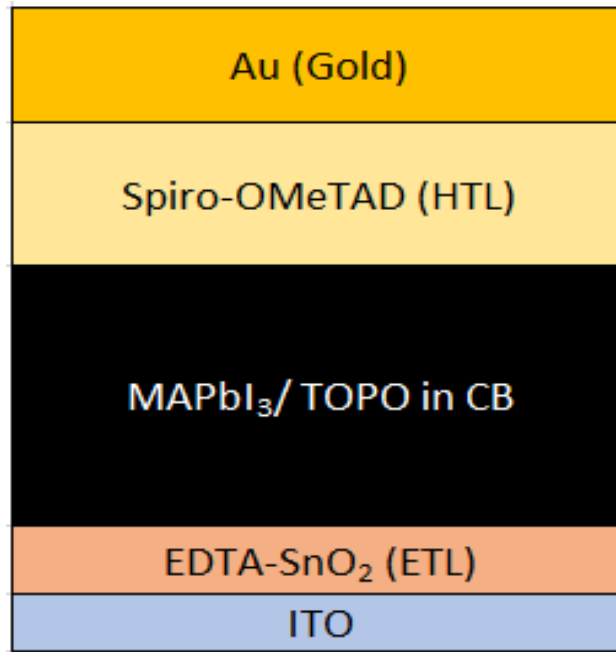 Au (Gold)
Spiro-OMeTAD (HTL)
MAPbI₃/ TOPO in CB
EDTA-SnO₂ (ETL)
ITO